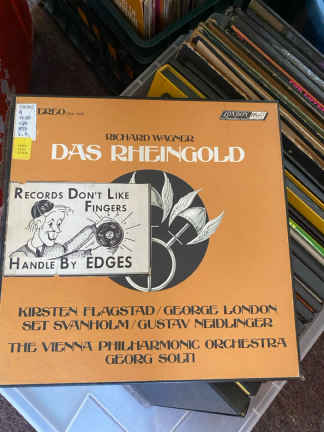 STEREO
LONDON
RICHARD WAGNER
DAS RHEINGOLD
RECORDS DON'T LIKE
FINGERS
HANDLE BY EDGES
KIRSTEN FLAGSTAD/GEORGE LONDON
SET SVANHOLM/GUSTAV NEIDLINGER
THE VIENNA PHILHARMONIC ORCHESTRA
GEORG SOLTI